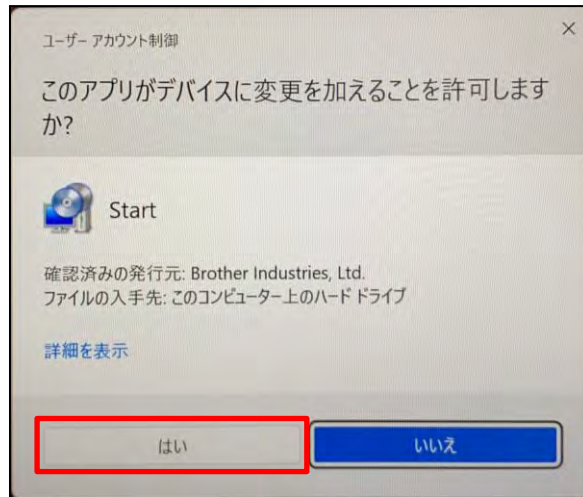 ユーザー アカウント制御
このアプリがデバイスに変更を加えることを許可します
か?
Start
確認済みの発行元: Brother Industries, Ltd.
ファイルの入手先: このコンピューター上のハード ドライブ
詳細を表示
はい
いいえ